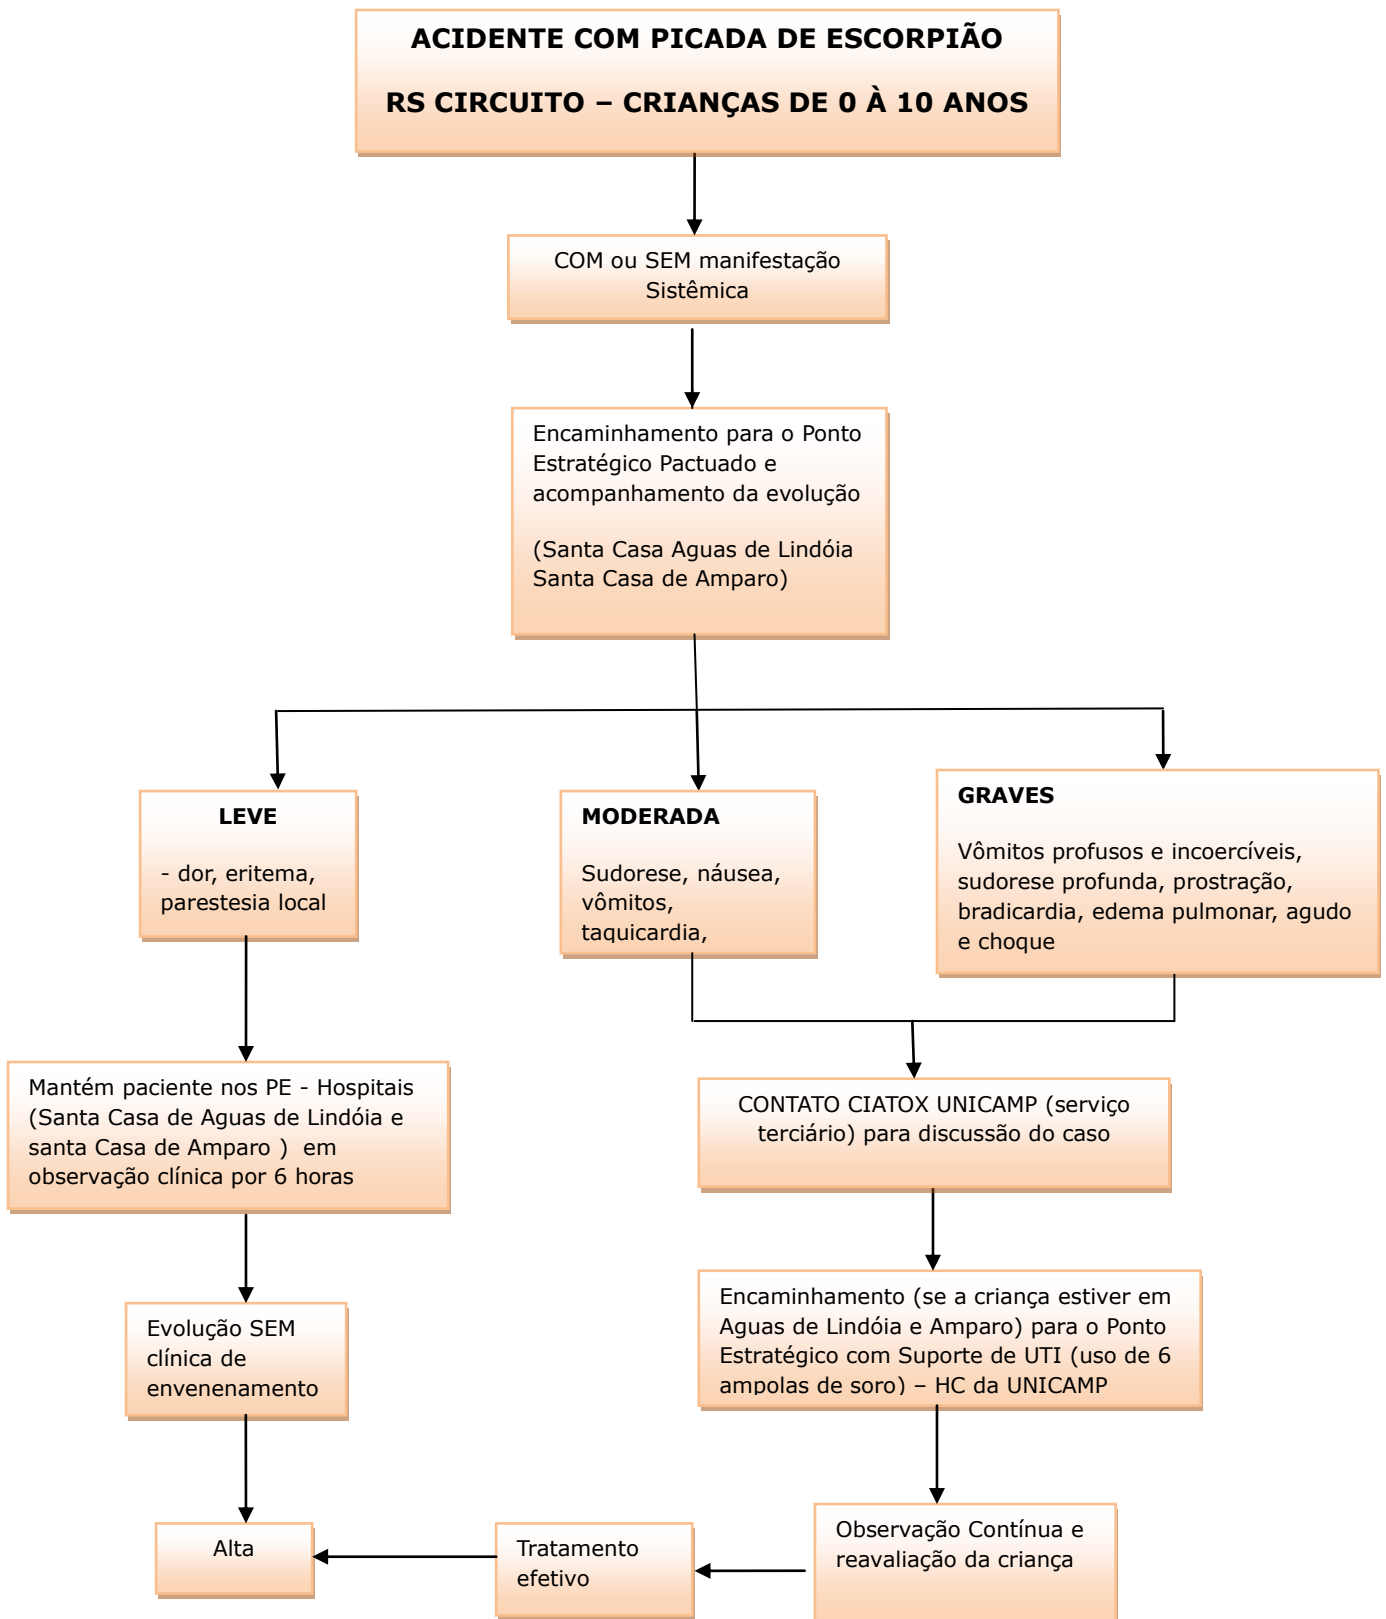 ACIDENTE COM PICADA DE ESCORPIÃO
RS CIRCUITO – CRIANÇAS DE 0 À 10 ANOS
COM ou SEM manifestação
Sistêmica
Encaminhamento para o Ponto
Estratégico Pactuado e
acompanhamento da evolução
(Santa Casa Aguas de Lindóia
Santa Casa de Amparo)
LEVE
- dor, eritema,
parestesia local
MODERADA
Sudorese, náusea,
vômitos,
taquicardia,
GRAVES
Vômitos profusos e incoercíveis,
sudorese profunda, prostração,
bradicardia, edema pulmonar, agudo
e choque
Mantém paciente nos PE - Hospitais
(Santa Casa de Aguas de Lindóia e
santa Casa de Amparo ) em
observação clínica por 6 horas
CONTATO CIATOX UNICAMP (serviço
terciário) para discussão do caso
Evolução SEM
clínica de
envenenamento
Encaminhamento (se a criança estiver em
Aguas de Lindóia e Amparo) para o Ponto
Estratégico com Suporte de UTI (uso de 6
ampolas de soro) – HC da UNICAMP
Alta
Tratamento
efetivo
Observação Contínua e
reavaliação da criança